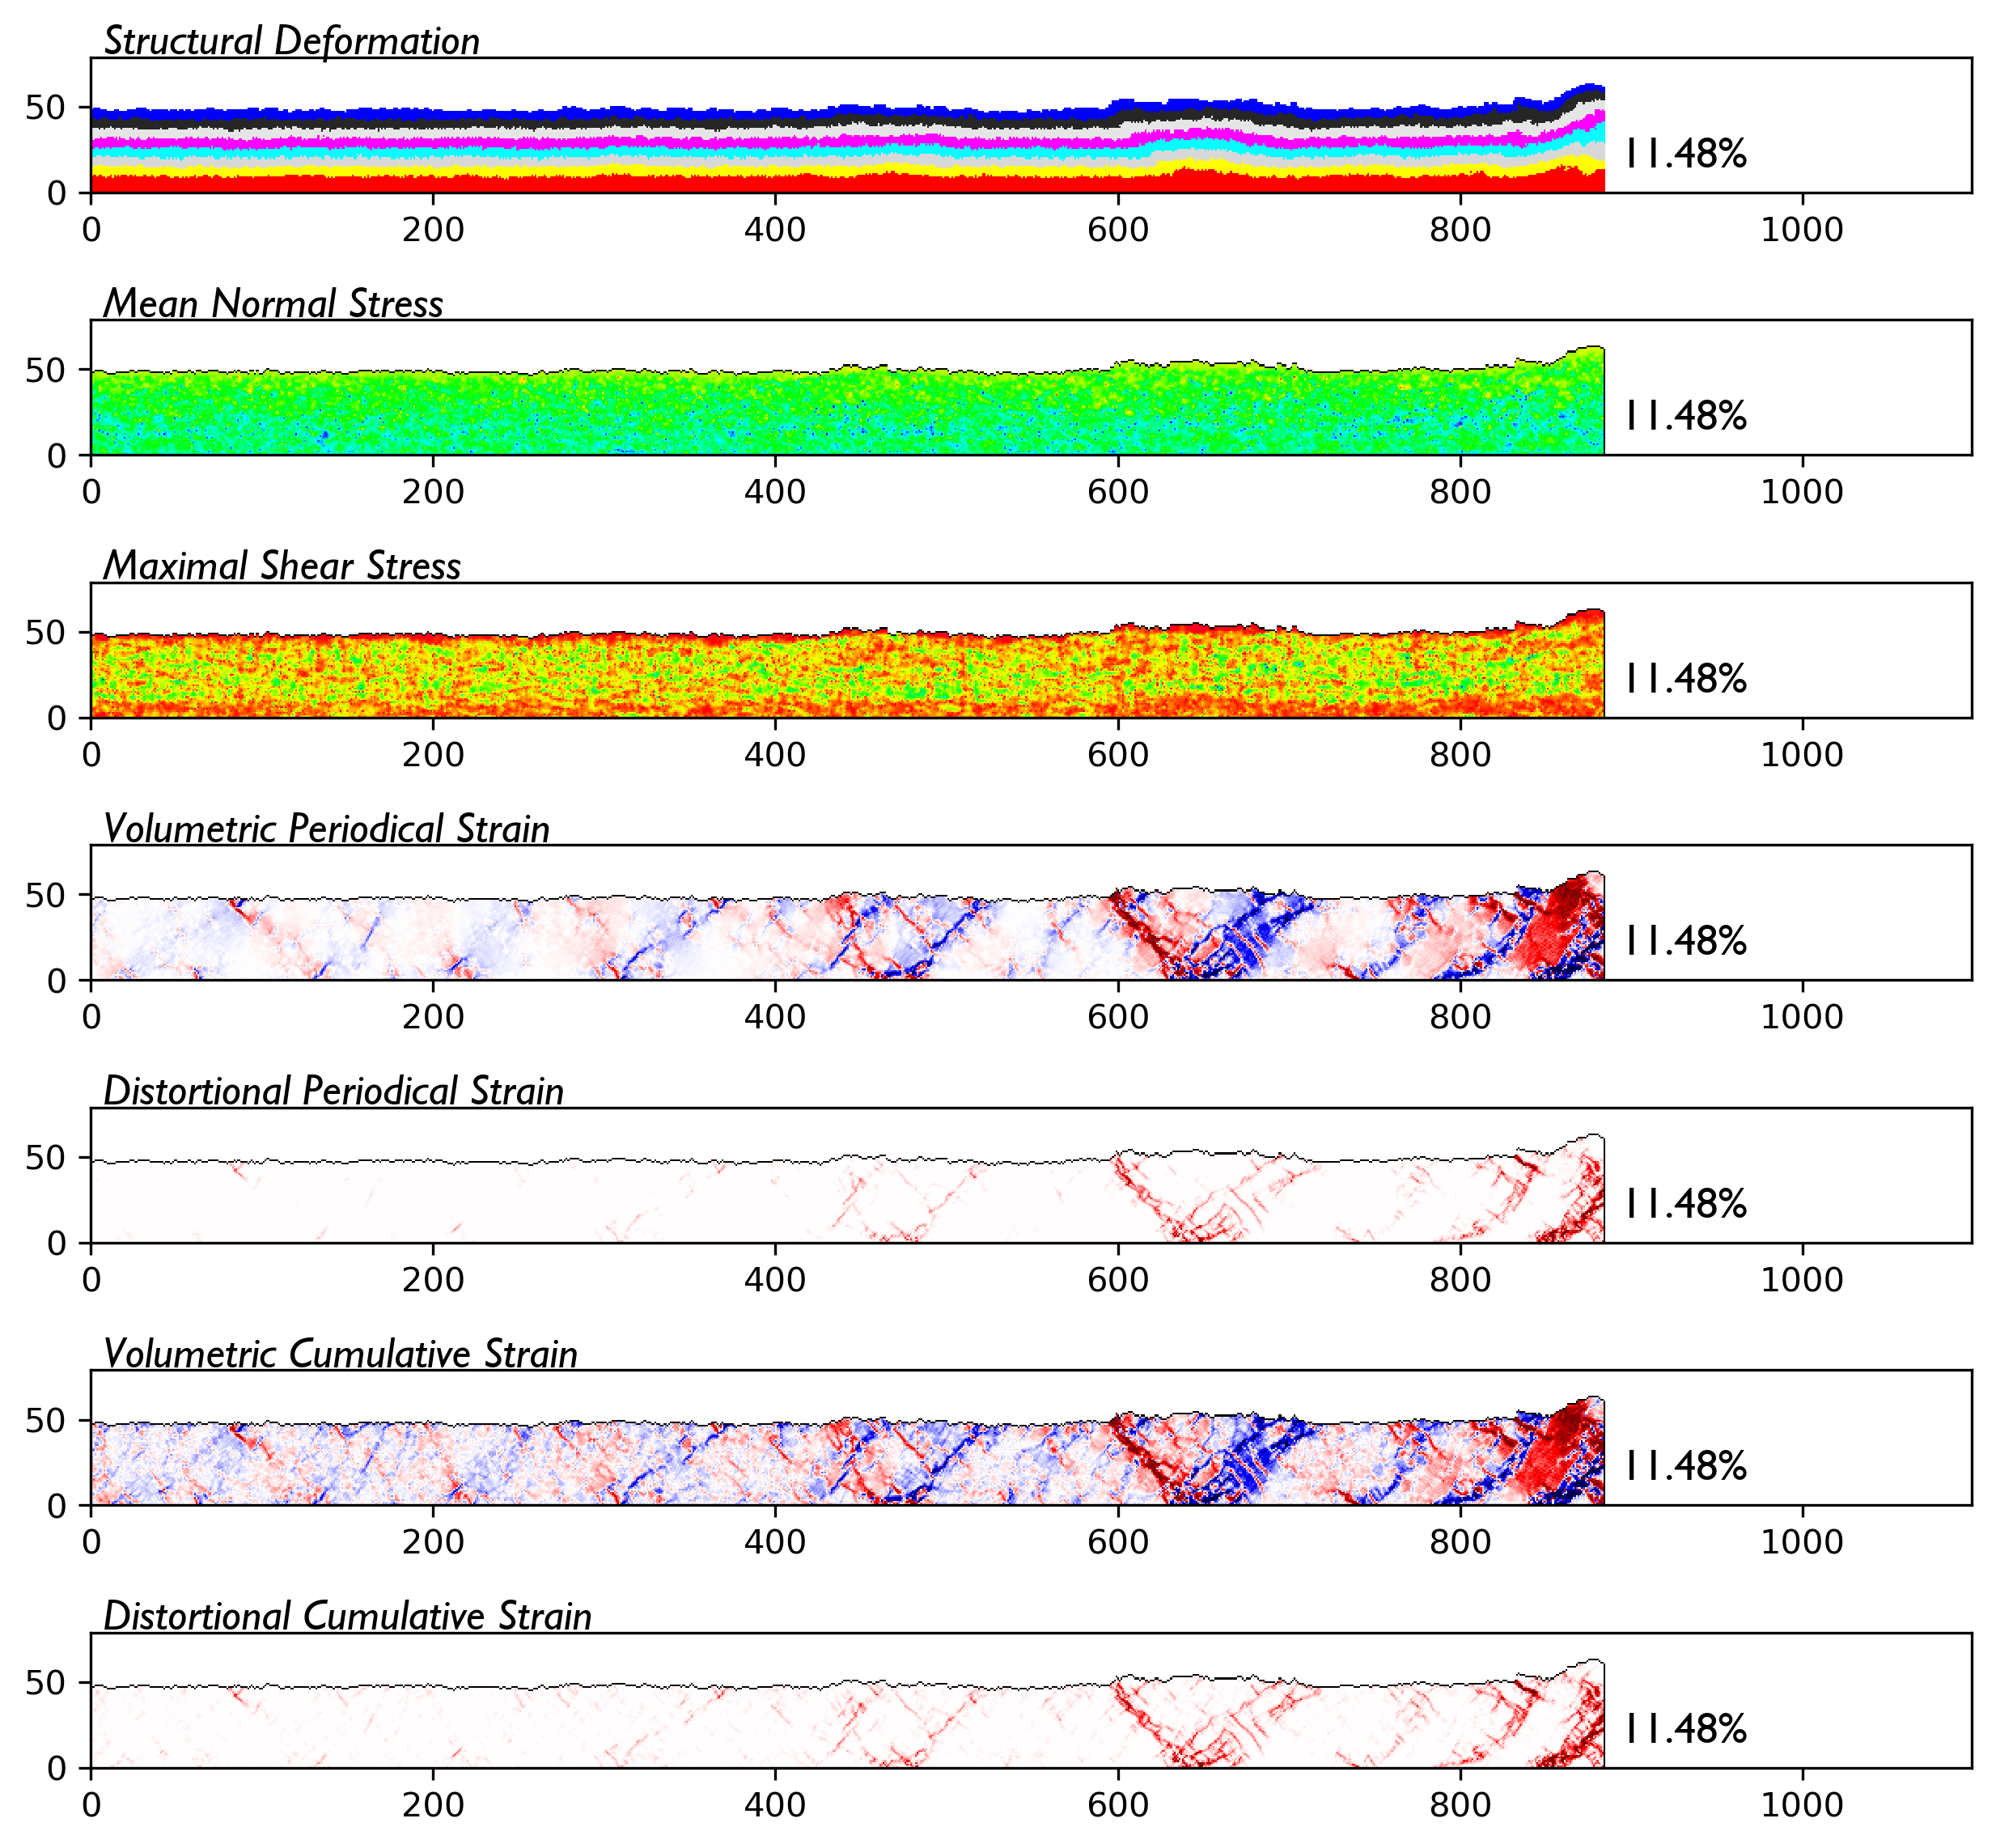 Structural Deformation
50
11.48%
0
0 200 400 600 800 1000
Mean Normal Stress
50
11.48%
0
0 200 400 600 800 1000
Maximal Shear Stress
50
11.48%
0
0 200 400 600 800 1000
Volumetric Periodical Strain
50
11.48%
0
0 200 400 600 800 1000
Distortional Periodical Strain
50
11.48%
0
0 200 400 600 800 1000
Volumetric Cumulative Strain
50
11.48%
0
0 200 400 600 800 1000
Distortional Cumulative Strain
50
11.48%
0
0 200 400 600 800 1000